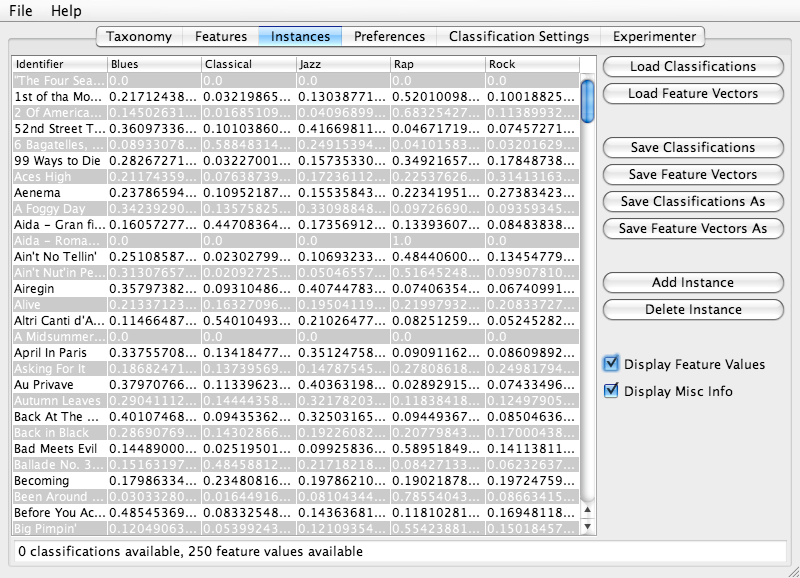 File Help
Taxonomy Features Instances Preferences Classification Settings Experimenter
Identifier Blues Classical Jazz Rap Rock
"The Four Sea... 0.0 0.0 0.0 0.0 0.0
1st of tha Mo... 0.21712438... 0.03219865... 0.13038771... 0.52010098... 0.10018825...
2 Of America... 0.14502631... 0.01685109... 0.04096899... 0.68325427... 0.11389932...
52nd Street T... 0.36097336... 0.10103860... 0.41669811... 0.04671719... 0.07457271...
6 Bagatelles, ... 0.08933078... 0.58848314... 0.24915394... 0.04101583... 0.03201629...
99 Ways to Die 0.28267271... 0.03227001... 0.15735330... 0.34921657... 0.17848738...
Aces High 0.21174359... 0.07638739... 0.17236112... 0.22537626... 0.31413163...
Aenema 0.23786594... 0.10952187... 0.15535843... 0.22341951... 0.27383423...
A Foggy Day 0.34239290... 0.13575825... 0.33098848... 0.09726690... 0.09359345...
Aida – Gran fi... 0.16057277... 0.44708364... 0.17356912... 0.13393607... 0.08483838...
Aida – Roma... 0.0 0.0 0.0 1.0 0.0
Ain't No Tellin' 0.25108587... 0.02302799... 0.10693233... 0.48440600... 0.13454779...
Ain't Nut'in Pe... 0.31307657... 0.02092725... 0.05046557... 0.51645248... 0.09907810...
Airegin 0.35797382... 0.09310486... 0.40744783... 0.07406354... 0.06740991...
Alive 0.21337123... 0.16327096... 0.19504119... 0.21997932... 0.20833727...
Altri Canti d'A... 0.11466487... 0.54010493... 0.21026477... 0.08251259... 0.05245282...
A Midsummer... 0.0 0.0 0.0 0.0 0.0
April In Paris 0.33755708... 0.13418477... 0.35124758... 0.09091162... 0.08609892...
Asking For It 0.18682471... 0.13739569... 0.14787545... 0.27808618... 0.24981794...
Au Privave 0.37970766... 0.11339623... 0.40363198... 0.02892915... 0.07433496...
Autumn Leaves 0.29041112... 0.14444358... 0.32178203... 0.11838418... 0.12497905...
Back At The ... 0.40107468... 0.09435362... 0.32503165... 0.09449367... 0.08504636...
Back in Black 0.28690769... 0.14302866... 0.19226082... 0.20779843... 0.17000438...
Bad Meets Evil 0.14489000... 0.02519501... 0.09925836... 0.58951849... 0.14113811...
Ballade No. 3... 0.15163197... 0.48458812... 0.21718218... 0.08427133... 0.06232637...
Becoming 0.17986334... 0.23480816... 0.19786210... 0.19021878... 0.19724759...
Been Around ... 0.03033280... 0.01644916... 0.08104344... 0.78554043... 0.08663415...
Before You Ac... 0.48545369... 0.08332548... 0.14363681... 0.11810281... 0.16948118...
Big Pimpin' 0.12049063... 0.05399243... 0.12109354... 0.55423881... 0.15018457...
Load Classifications
Load Feature Vectors
Save Classifications
Save Feature Vectors
Save Classifications As
Save Feature Vectors As
Add Instance
Delete Instance
Display Feature Values
Display Misc Info
0 classifications available, 250 feature values available